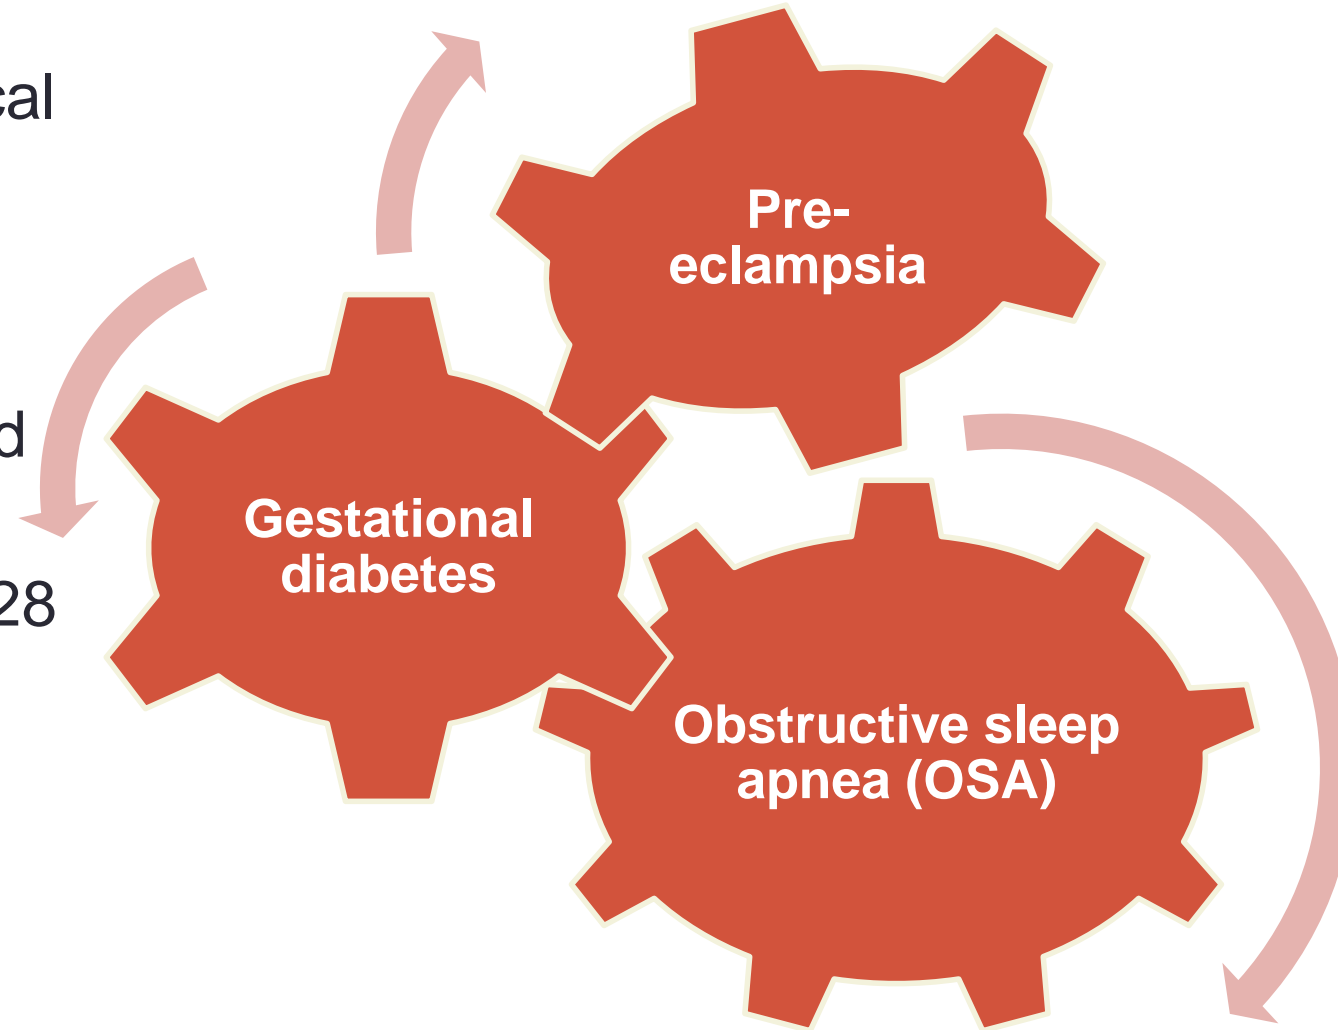 cal
d
28
Pre-
eclampsia
Gestational
diabetes
Obstructive sleep
apnea (OSA)